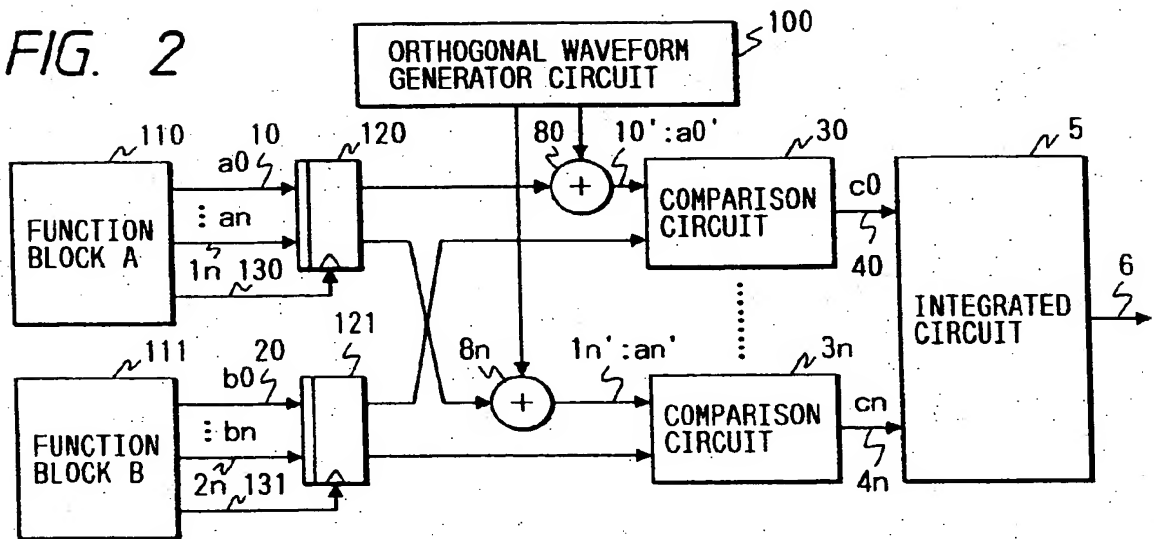 FIG. 2
ORTHOGONAL WAVEFORM
GENERATOR CIRCUIT
100
110
10
120
80
10':a0'
30
5
a0
FUNCTION
BLOCK A
⋮ an
1n
130
+
COMPARISON
CIRCUIT
c0
40
INTEGRATED
CIRCUIT
6
111
20
121
8n
1n':an'
3n
b0
FUNCTION
BLOCK B
⋮ bn
2n
131
+
COMPARISON
CIRCUIT
cn
4n